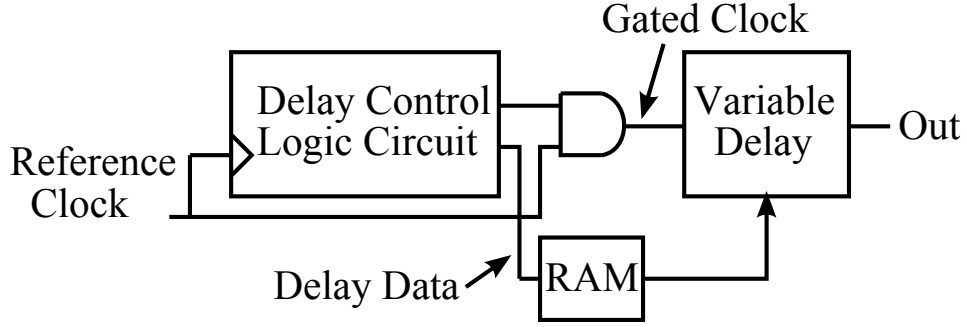 Gated Clock
Delay Control
Logic Circuit
Variable
Delay
Out
Reference
Clock
Delay Data
RAM